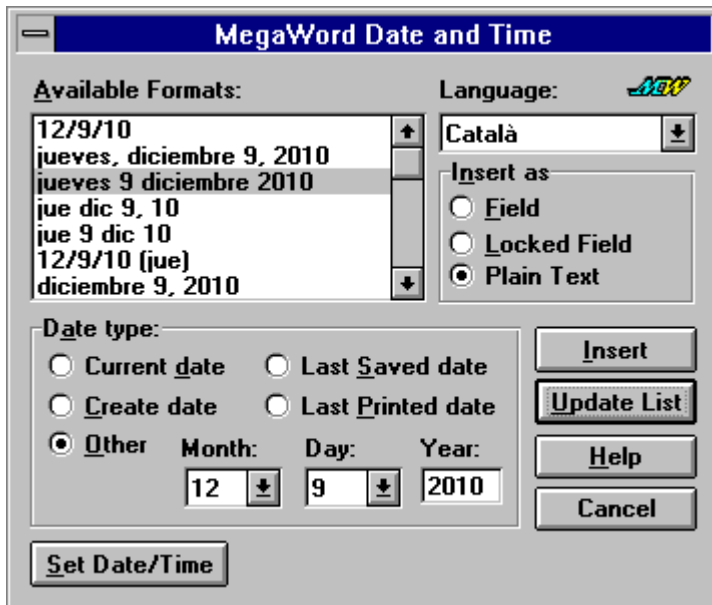 MegaWord Date and Time
Available Formats:
12/9/10
jueves, diciembre 9, 2010
jueves 9 diciembre 2010
jue dic 9, 10
jue 9 dic 10
12/9/10 (jue)
diciembre 9, 2010
Language:
MEW
Català
Insert as
Field
Locked Field
Plain Text
Date type:
Current date
Last Saved date
Create date
Last Printed date
Other
Month:
Day:
Year:
12
9
2010
Insert
Update List
Help
Cancel
Set Date/Time